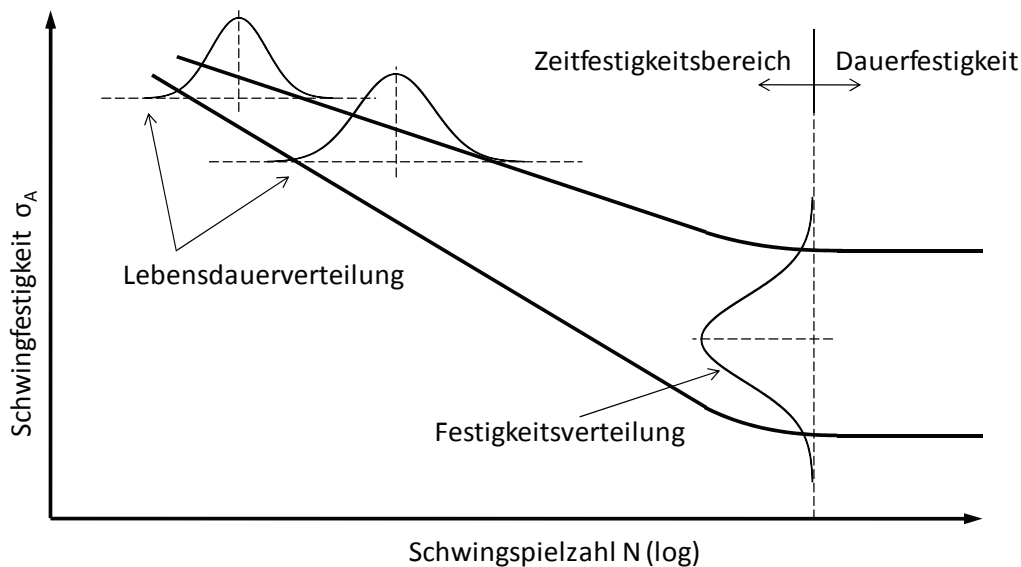 Zeitfestigkeitsbereich
Dauerfestigkeit
Schwingfestigkeit σA
Lebensdauerverteilung
Festigkeitsverteilung
Schwingspielzahl N (log)